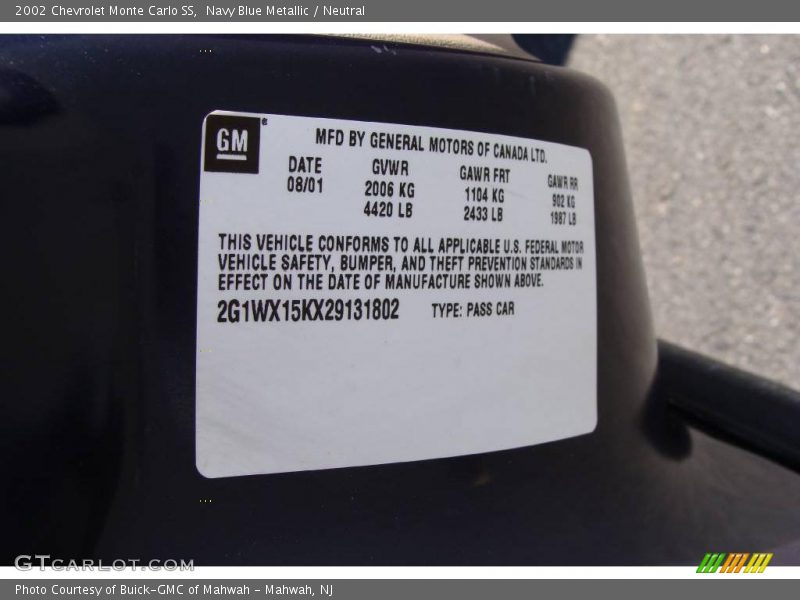 2002 Chevrolet Monte Carlo SS, Navy Blue Metallic / Neutral
GM
MFD BY GENERAL MOTORS OF CANADA LTD.
DATE GVWR GAWR FRT GAWR RR
08/01 2006 KG 1104 KG 902 KG
4420 LB 2433 LB 1987 LB
THIS VEHICLE CONFORMS TO ALL APPLICABLE U.S. FEDERAL MOTOR
VEHICLE SAFETY, BUMPER, AND THEFT PREVENTION STANDARDS IN
EFFECT ON THE DATE OF MANUFACTURE SHOWN ABOVE.
2G1WX15KX29131802 TYPE: PASS CAR
GTCARLOT.COM
Photo Courtesy of Buick-GMC of Mahwah - Mahwah, NJ